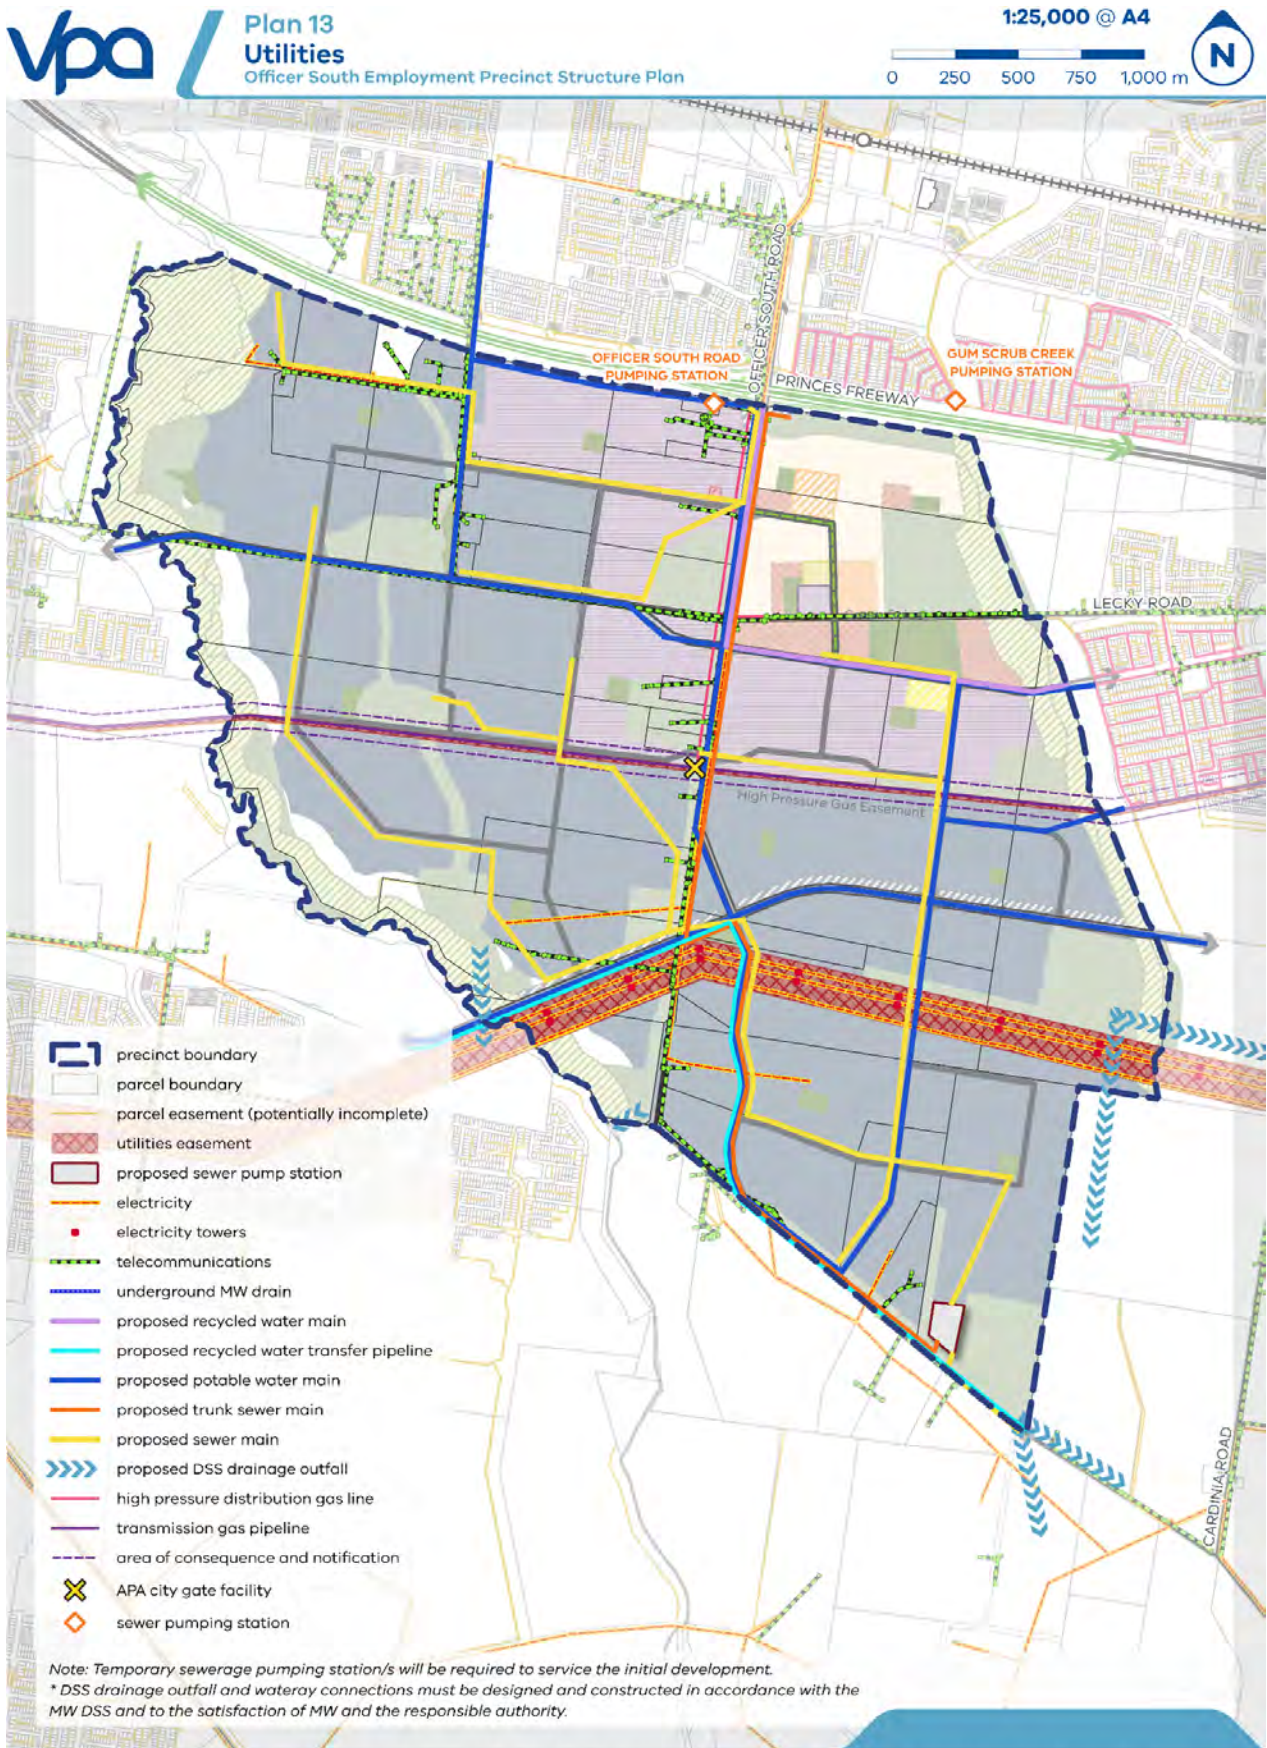 vpa
Plan 13
Utilities
Officer South Employment Precinct Structure Plan
1:25,000 @ A4
0 250 500 750 1,000 m
N
OFFICER SOUTH ROAD
OFFICER SOUTH ROAD
PUMPING STATION
GUM SCRUB CREEK
PUMPING STATION
PRINCES FREEWAY
LECKY ROAD
High Pressure Gas Easement
CARDINIA ROAD
precinct boundary
parcel boundary
parcel easement (potentially incomplete)
utilities easement
proposed sewer pump station
electricity
electricity towers
telecommunications
underground MW drain
proposed recycled water main
proposed recycled water transfer pipeline
proposed potable water main
proposed trunk sewer main
proposed sewer main
proposed DSS drainage outfall
high pressure distribution gas line
transmission gas pipeline
area of consequence and notification
APA city gate facility
sewer pumping station
Note: Temporary sewerage pumping station/s will be required to service the initial development.
* DSS drainage outfall and wateray connections must be designed and constructed in accordance with the
MW DSS and to the satisfaction of MW and the responsible authority.